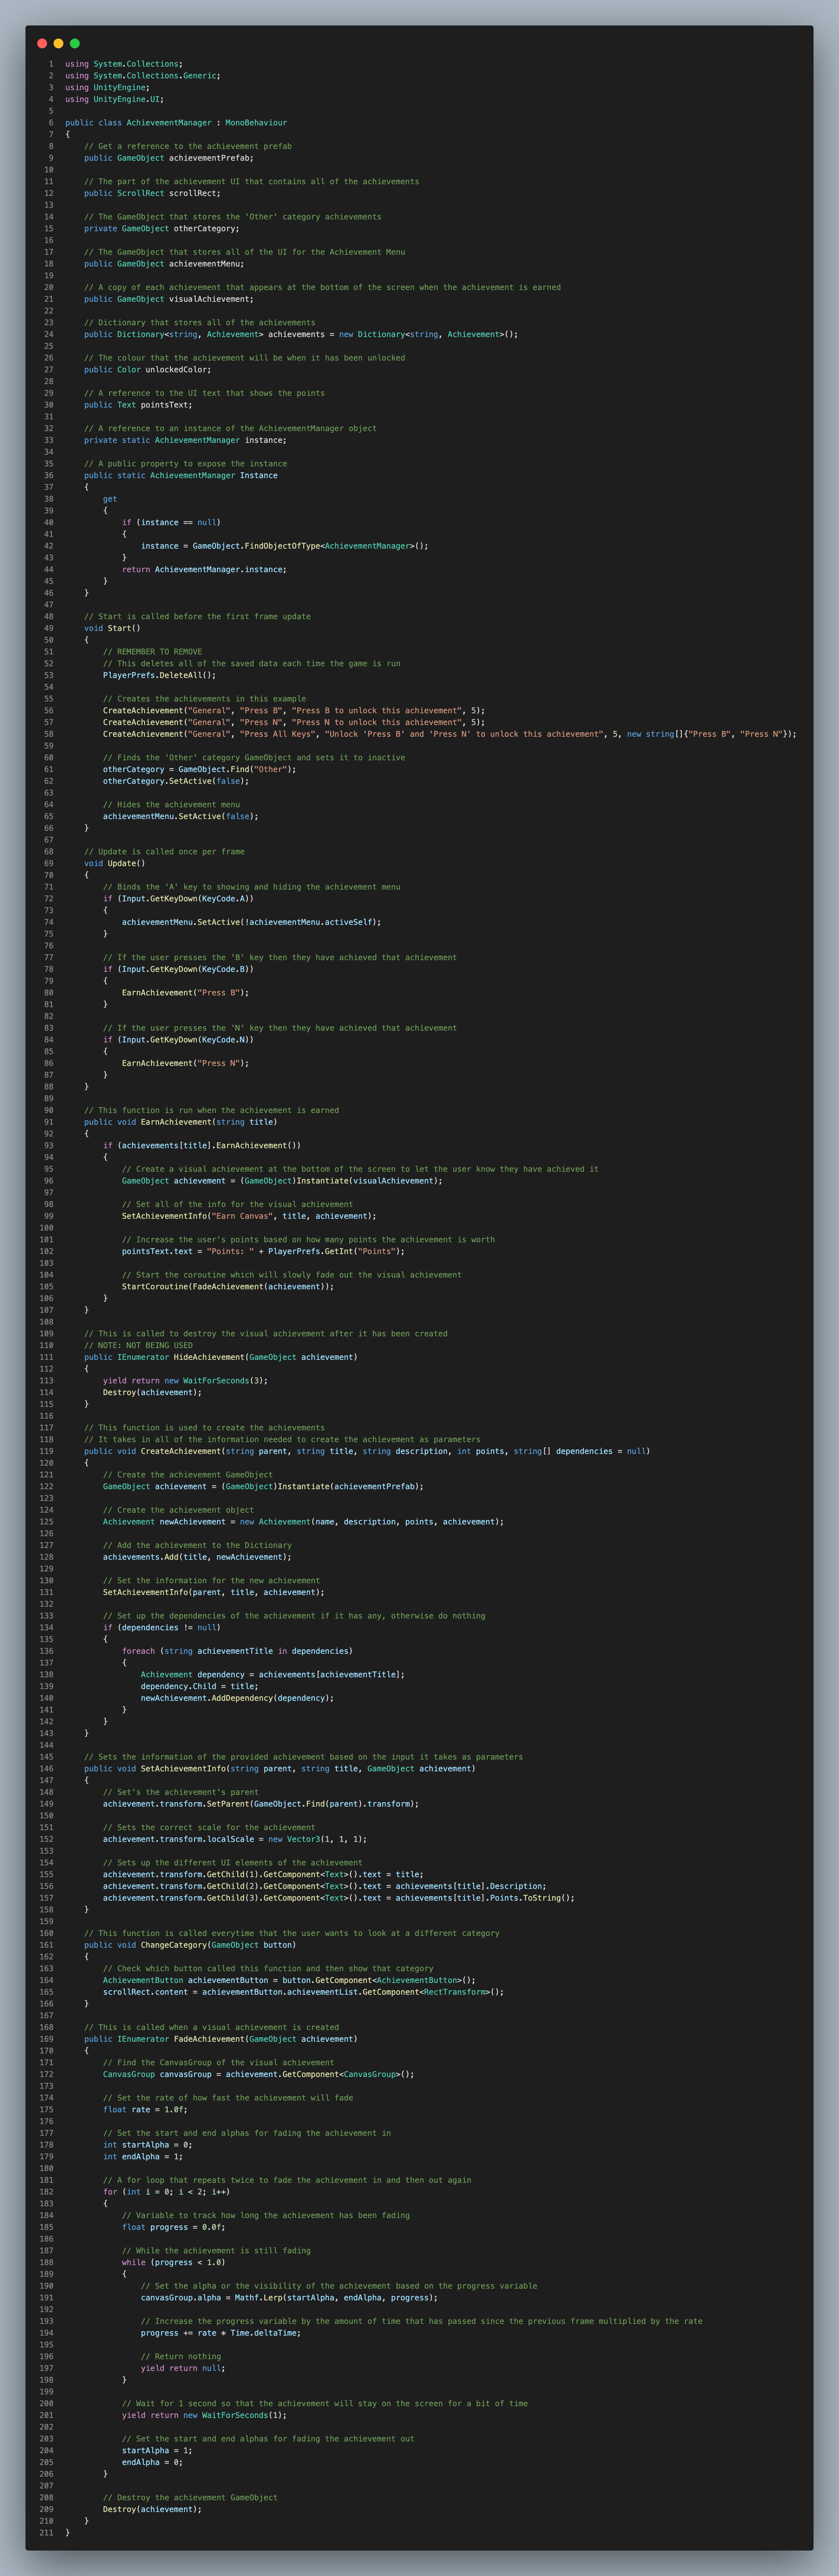 1 using System.Collections;
2 using System.Collections.Generic;
3 using UnityEngine;
4 using UnityEngine.UI;
5
6 public class AchievementManager : MonoBehaviour
7 {
8 // Get a reference to the achievement prefab
9 public GameObject achievementPrefab;
10
11 // The part of the achievement UI that contains all of the achievements
12 public ScrollRect scrollRect;
13
14 // The GameObject that stores the 'Other' category achievements
15 private GameObject otherCategory;
16
17 // The GameObject that stores all of the UI for the Achievement Menu
18 public GameObject achievementMenu;
19
20 // A copy of each achievement that appears at the bottom of the screen when the achievement is earned
21 public GameObject visualAchievement;
22
23 // Dictionary that stores all of the achievements
24 public Dictionary<string, Achievement> achievements = new Dictionary<string, Achievement>();
25
26 // The colour that the achievement will be when it has been unlocked
27 public Color unlockedColor;
28
29 // A reference to the UI text that shows the points
30 public Text pointsText;
31
32 // A reference to an instance of the AchievementManager object
33 private static AchievementManager instance;
34
35 // A public property to expose the instance
36 public static AchievementManager Instance
37 {
38 get
39 {
40 if (instance == null)
41 {
42 instance = GameObject.FindObjectOfType<AchievementManager>();
43 }
44 return AchievementManager.instance;
45 }
46 }
47
48 // Start is called before the first frame update
49 void Start()
50 {
51 // REMEMBER TO REMOVE
52 // This deletes all of the saved data each time the game is run
53 PlayerPrefs.DeleteAll();
54
55 // Creates the achievements in this example
56 CreateAchievement("General", "Press B", "Press B to unlock this achievement", 5);
57 CreateAchievement("General", "Press N", "Press N to unlock this achievement", 5);
58 CreateAchievement("General", "Press All Keys", "Unlock 'Press B' and 'Press N' to unlock this achievement", 5, new string[]{"Press B", "Press N"});
59
60 // Finds the 'Other' category GameObject and sets it to inactive
61 otherCategory = GameObject.Find("Other");
62 otherCategory.SetActive(false);
63
64 // Hides the achievement menu
65 achievementMenu.SetActive(false);
66 }
67
68 // Update is called once per frame
69 void Update()
70 {
71 // Binds the 'A' key to showing and hiding the achievement menu
72 if (Input.GetKeyDown(KeyCode.A))
73 {
74 achievementMenu.SetActive(!achievementMenu.activeSelf);
75 }
76
77 // If the user presses the 'B' key then they have achieved that achievement
78 if (Input.GetKeyDown(KeyCode.B))
79 {
80 EarnAchievement("Press B");
81 }
82
83 // If the user presses the 'N' key then they have achieved that achievement
84 if (Input.GetKeyDown(KeyCode.N))
85 {
86 EarnAchievement("Press N");
87 }
88 }
89
90 // This function is run when the achievement is earned
91 public void EarnAchievement(string title)
92 {
93 if (achievements[title].EarnAchievement())
94 {
95 // Create a visual achievement at the bottom of the screen to let the user know they have achieved it
96 GameObject achievement = (GameObject)Instantiate(visualAchievement);
97
98 // Set all of the info for the visual achievement
99 SetAchievementInfo("Earn Canvas", title, achievement);
100
101 // Increase the user's points based on how many points the achievement is worth
102 pointsText.text = "Points: " + PlayerPrefs.GetInt("Points");
103
104 // Start the coroutine which will slowly fade out the visual achievement
105 StartCoroutine(FadeAchievement(achievement));
106 }
107 }
108
109 // This is called to destroy the visual achievement after it has been created
110 // NOTE: NOT BEING USED
111 public IEnumerator HideAchievement(GameObject achievement)
112 {
113 yield return new WaitForSeconds(3);
114 Destroy(achievement);
115 }
116
117 // This function is used to create the achievements
118 // It takes in all of the information needed to create the achievement as parameters
119 public void CreateAchievement(string parent, string title, string description, int points, string[] dependencies = null)
120 {
121 // Create the achievement GameObject
122 GameObject achievement = (GameObject)Instantiate(achievementPrefab);
123
124 // Create the achievement object
125 Achievement newAchievement = new Achievement(name, description, points, achievement);
126
127 // Add the achievement to the Dictionary
128 achievements.Add(title, newAchievement);
129
130 // Set the information for the new achievement
131 SetAchievementInfo(parent, title, achievement);
132
133 // Set up the dependencies of the achievement if it has any, otherwise do nothing
134 if (dependencies != null)
135 {
136 foreach (string achievementTitle in dependencies)
137 {
138 Achievement dependency = achievements[achievementTitle];
139 dependency.Child = title;
140 newAchievement.AddDependency(dependency);
141 }
142 }
143 }
144
145 // Sets the information of the provided achievement based on the input it takes as parameters
146 public void SetAchievementInfo(string parent, string title, GameObject achievement)
147 {
148 // Set's the achievement's parent
149 achievement.transform.SetParent(GameObject.Find(parent).transform);
150
151 // Sets the correct scale for the achievement
152 achievement.transform.localScale = new Vector3(1, 1, 1);
153
154 // Sets up the different UI elements of the achievement
155 achievement.transform.GetChild(1).GetComponent<Text>().text = title;
156 achievement.transform.GetChild(2).GetComponent<Text>().text = achievements[title].Description;
157 achievement.transform.GetChild(3).GetComponent<Text>().text = achievements[title].Points.ToString();
158 }
159
160 // This function is called everytime that the user wants to look at a different category
161 public void ChangeCategory(GameObject button)
162 {
163 // Check which button called this function and then show that category
164 AchievementButton achievementButton = button.GetComponent<AchievementButton>();
165 scrollRect.content = achievementButton.achievementList.GetComponent<RectTransform>();
166 }
167
168 // This is called when a visual achievement is created
169 public IEnumerator FadeAchievement(GameObject achievement)
170 {
171 // Find the CanvasGroup of the visual achievement
172 CanvasGroup canvasGroup = achievement.GetComponent<CanvasGroup>();
173
174 // Set the rate of how fast the achievement will fade
175 float rate = 1.0f;
176
177 // Set the start and end alphas for fading the achievement in
178 int startAlpha = 0;
179 int endAlpha = 1;
180
181 // A for loop that repeats twice to fade the achievement in and then out again
182 for (int i = 0; i < 2; i++)
183 {
184 // Variable to track how long the achievement has been fading
185 float progress = 0.0f;
186
187 // While the achievement is still fading
188 while (progress < 1.0)
189 {
190 // Set the alpha or the visibility of the achievement based on the progress variable
191 canvasGroup.alpha = Mathf.Lerp(startAlpha, endAlpha, progress);
192
193 // Increase the progress variable by the amount of time that has passed since the previous frame multiplied by the rate
194 progress += rate * Time.deltaTime;
195
196 // Return nothing
197 yield return null;
198 }
199
200 // Wait for 1 second so that the achievement will stay on the screen for a bit of time
201 yield return new WaitForSeconds(1);
202
203 // Set the start and end alphas for fading the achievement out
204 startAlpha = 1;
205 endAlpha = 0;
206 }
207
208 // Destroy the achievement GameObject
209 Destroy(achievement);
210 }
211 }